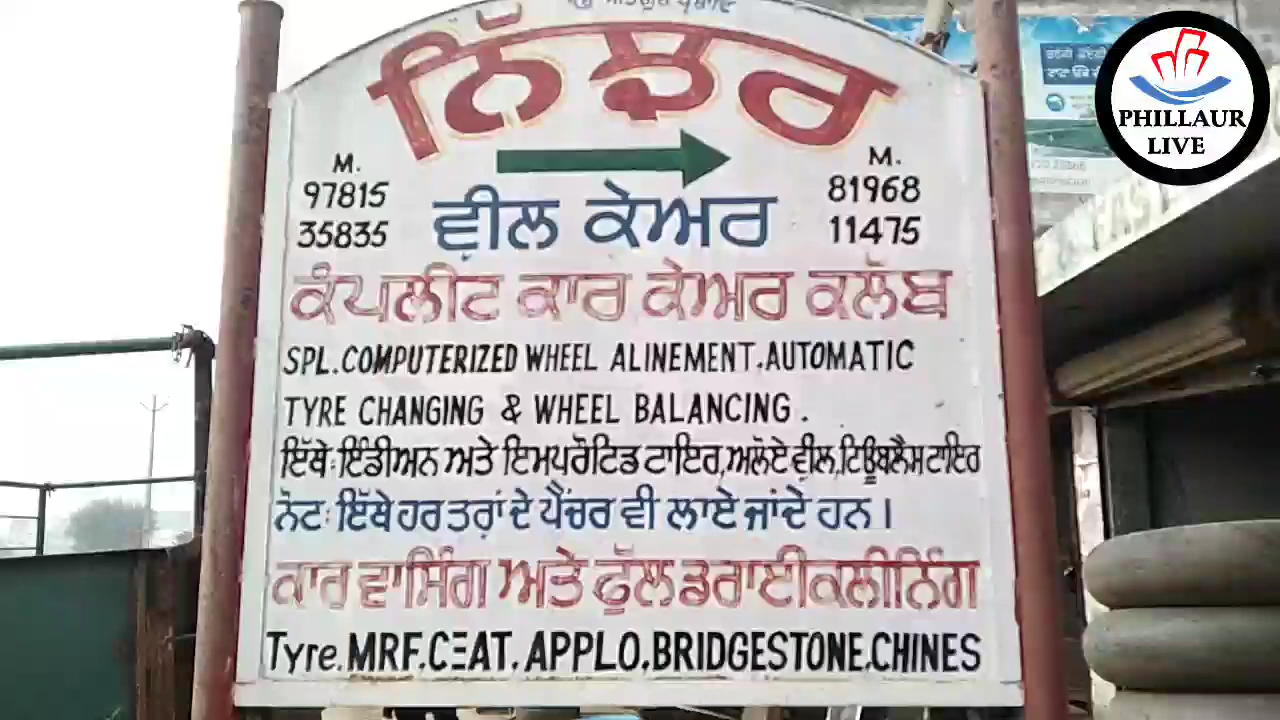 ਨਿੱਝਰ
M.
97815
35835
M.
81968
11475
ਵ੍ਹੀਲ ਕੇਅਰ
ਕੰਪਲੀਟ ਕਾਰ ਕੇਅਰ ਕਲੱਬ
SPL.COMPUTERIZED WHEEL ALINEMENT.AUTOMATIC
TYRE CHANGING & WHEEL BALANCING.
ਇੱਥੇ:ਇੰਡੀਅਨ ਅਤੇ ਇਮਪਰੋਟਿਡ ਟਾਇਰ,ਅਲੋਏ ਵ੍ਹੀਲ,ਟਿਊਬਲੈਸ ਟਾਇਰ
ਨੋਟ: ਇੱਥੇ ਹਰ ਤਰ੍ਹਾਂ ਦੇ ਪੈਂਚਰ ਵੀ ਲਾਏ ਜਾਂਦੇ ਹਨ।
ਕਾਰ ਵਾਸਿੰਗ ਅਤੇ ਫੁੱਲ ਡਰਾਈਕਲੀਨਿੰਗ
Tyre.MRF.CEAT.APPLO.BRIDGESTONE.CHINES
PHILLAUR
LIVE